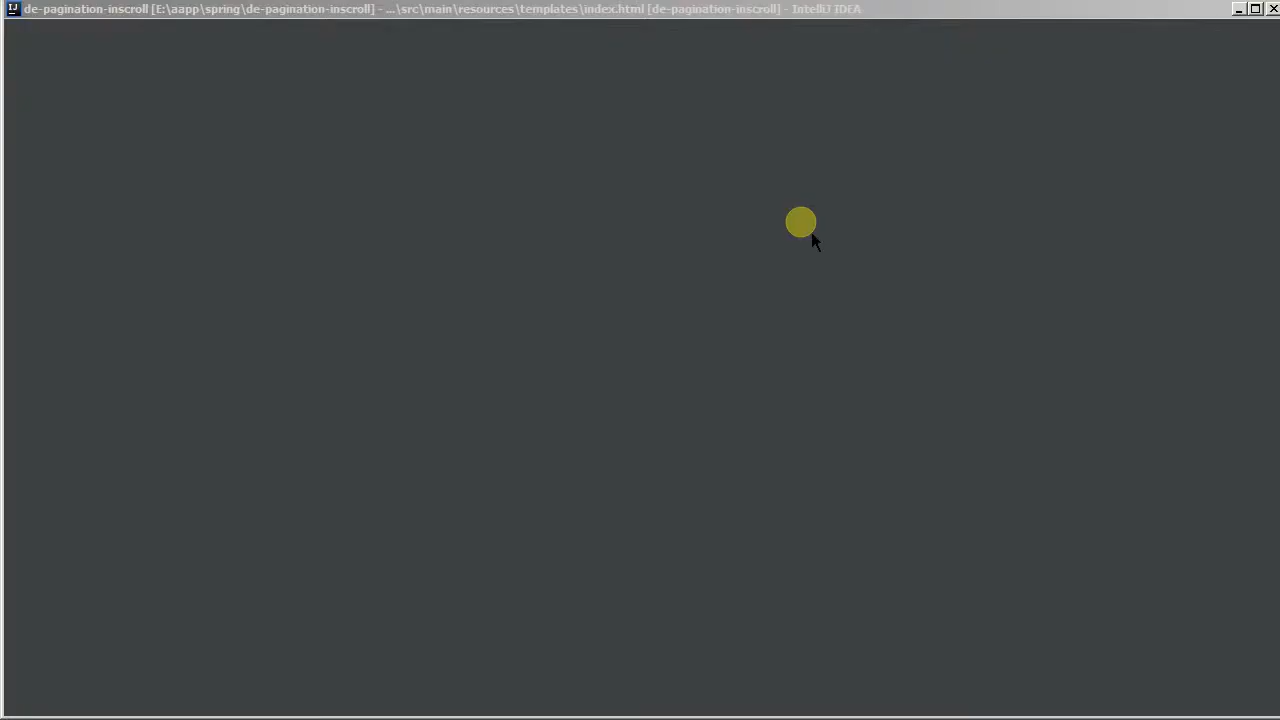 de-pagination-inscroll [E:\aapp\spring\de-pagination-inscroll] - ...\src\main\resources\templates\index.html [de-pagination-inscroll] - IntelliJ IDEA